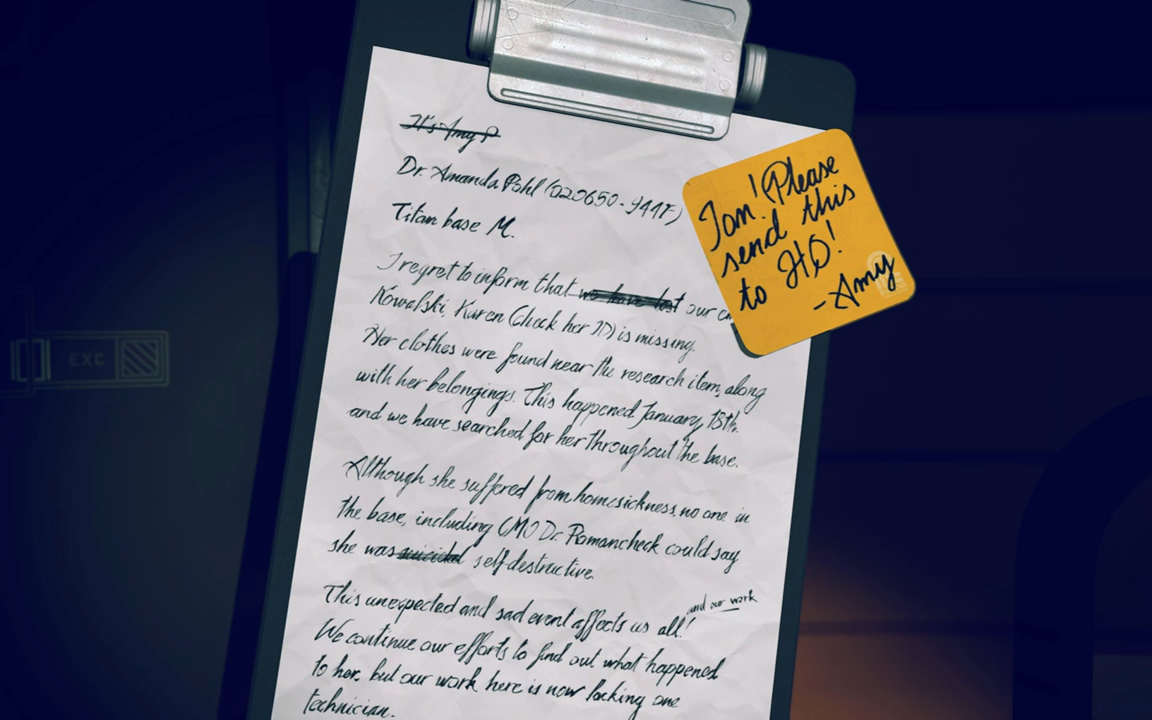 It's Amy P
Dr. Amanda Pohl (020650-944F)
Titan base M.
I regret to inform that we have lost our
Kowalski, Karen (check her ID) is missing.
Her clothes were found near the research item, along
with her belongings. This happened January 18th.
and we have searched for her throughout the base.
Although she suffered from homesickness, no one in
the base, including CMO Dr. Romancheck could say
she was suicidal self-destructive.
and our work
This unexpected and sad event affects us all!
We continue our efforts to find out what happened
to her, but our work here is now lacking one
technician.
Ian! (Please
send this
to HQ!
-Amy
EXC